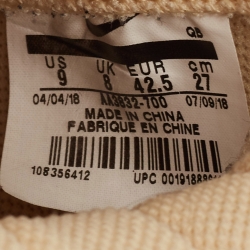 QB
US UK EUR cm
9 8 42.5 27
04/04/18 AA3832-700 07/09/18
MADE IN CHINA
FABRIQUE EN CHINE
108356412 UPC